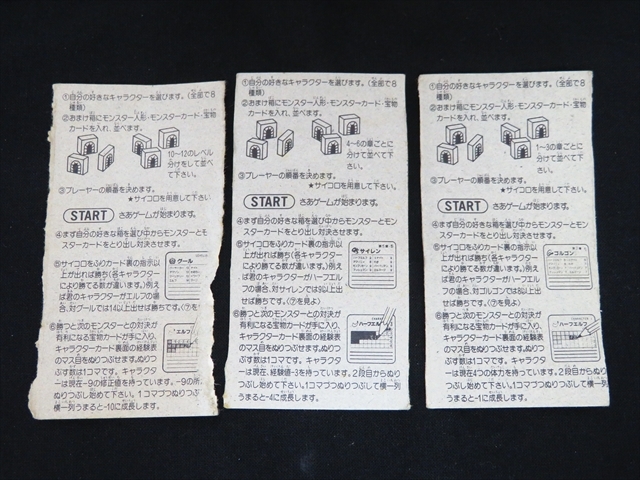 ①自分の好きなキャラクターを選びます。(全部で8
種類)
②おまけ箱にモンスター人形・モンスターカード・宝物
カードを入れ、並べます。
10〜12のレベル
分けをして並べ
て下さい。
③プレーヤーの順番を決めます。
★サイコロを用意して下さい
START さあゲームが始まります。
④まず自分の好きな箱を選び中からモンスターとモ
ンスターカードをとり出し対決させます。
⑤サイコロをふりカード裏の指示以
上が出れば勝ち(各キャラクター
により勝てる数が違います。)例え
ば君のキャラクターがエルフの場
合、対グールでは14以上出せば勝ちです。(⑦を
グール
⑥勝つと次のモンスターとの対決が
有利になる宝物カードが手に入り、
キャラクターカード裏面の経験表
のマス目をぬりつぶせます。ぬりつ
ぶす数は1コマです。キャラクタ
ーは現在-9の修正値を持っています。-9の所
ぬりつぶし始めて下さい。1コマづつぬりつぶして
横一列うまると-10に成長します。
エルフ
①自分の好きなキャラクターを選びます。(全部で8
種類)
②おまけ箱にモンスター人形・モンスターカード・宝物
カードを入れ、並べます。
4〜6の章ごとに
分けをして並べて下
さい。
③プレーヤーの順番を決めます。
★サイコロを用意して下さい。
START さあゲームが始まります。
④まず自分の好きな箱を選び中からモンスターとモン
スターカードをとり出し対決させます。
⑤サイコロをふりカード裏の指示以
上が出れば勝ち(各キャラクター
により勝てる数が違います。)例え
ば君のキャラクターがハーフエル
フの場合、対サイレンでは9以上出
せば勝ちです。(⑦を見よ)
サイレン
⑥勝つと次のモンスターとの対決が
有利になる宝物カードが手に入り、
キャラクターカード裏面の経験表
のマス目をぬりつぶせます。ぬりつ
ぶす数は1コマです。キャラクタ
ーは現在、経験値-3を持っています。2段目からぬ
りつぶし始めて下さい。1コマづつぬりつぶして横一列
うまると-4に成長します。
ハーフエルフ
①自分の好きなキャラクターを選びます。(全部で8
種類)
②おまけ箱にモンスター人形・モンスターカード・宝物
カードを入れ、並べます。
1〜3の章ごとに
分けをして並べて下
さい。
③プレーヤーの順番を決めます。
★サイコロを用意して下さい。
START さあゲームが始まります。
④まず自分の好きな箱を選び中からモンスターとモン
スターカードをとり出し対決させます。
⑤サイコロをふりカード裏の指示以
上が出れば勝ち(各キャラクター
により勝てる数が違います。)例え
ば君のキャラクターがハーフエル
フの場合、対ゴルゴンでは8以上出
せば勝ちです。(⑦を見よ)
ゴルゴン
⑥勝つと次のモンスターとの対決が
有利になる宝物カードが手に入り、
キャラクターカード裏面の経験表
のマス目をぬりつぶせます。ぬりつ
ぶす数は1コマです。キャラクタ
ーは現在4つの体力を持っています。2段目からぬ
りつぶし始めて下さい。1コマづつぬりつぶして横一列
うまると-1に成長します。
ハーフエルフ